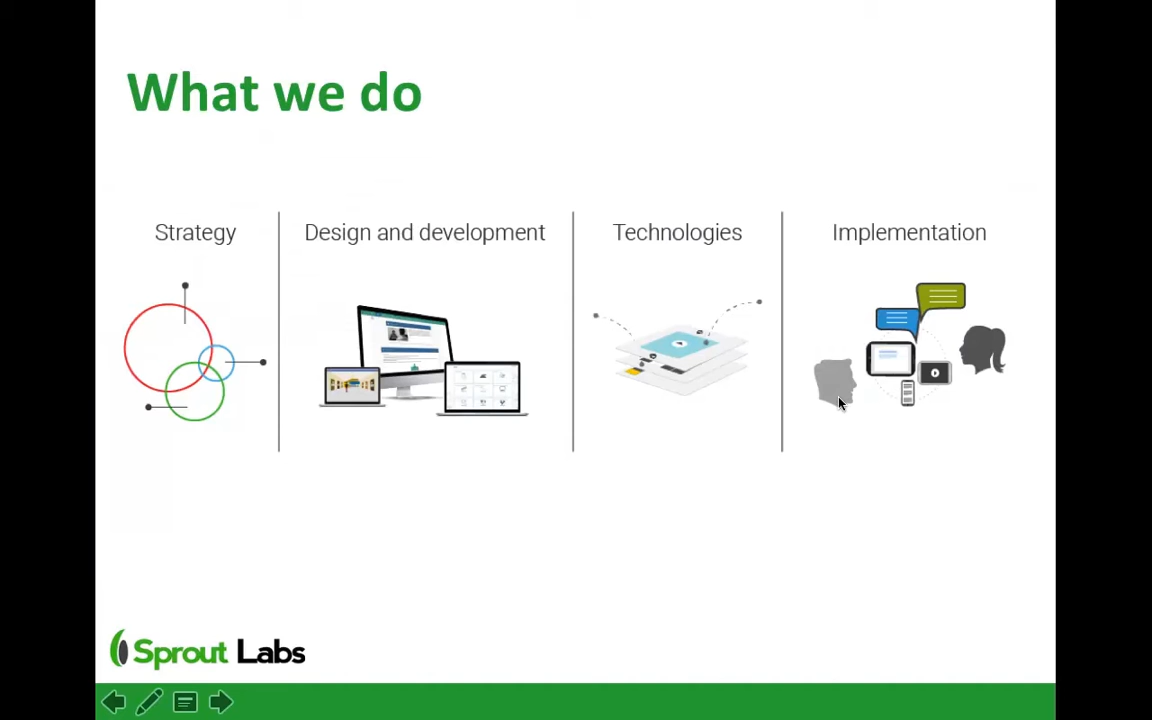 What we do
Strategy
Design and development
Technologies
Implementation
Sprout Labs